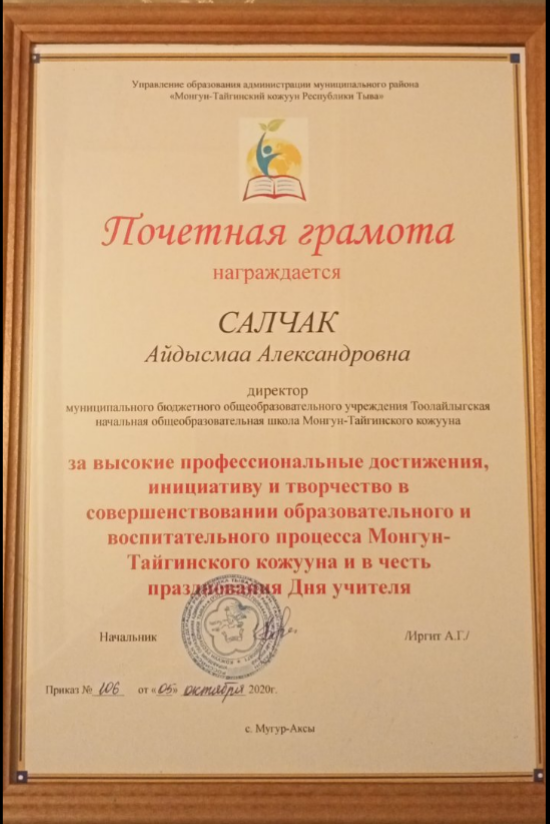 Управление образования администрации муниципального района
«Монгун-Тайгинский кожуун Республики Тыва»
Почетная грамота
награждается
САЛЧАК
Айдысмаа Александровна
директор
муниципального бюджетного общеобразовательного учреждения Тоолайлыгская
начальная общеобразовательная школа Монгун-Тайгинского кожууна
за высокие профессиональные достижения,
инициативу и творчество в
совершенствовании образовательного и
воспитательного процесса Монгун-
Тайгинского кожууна и в честь
празднования Дня учителя
Начальник /Иргит А.Г./
Приказ № 106 от «05» октября 2020г.
с. Мугур-Аксы